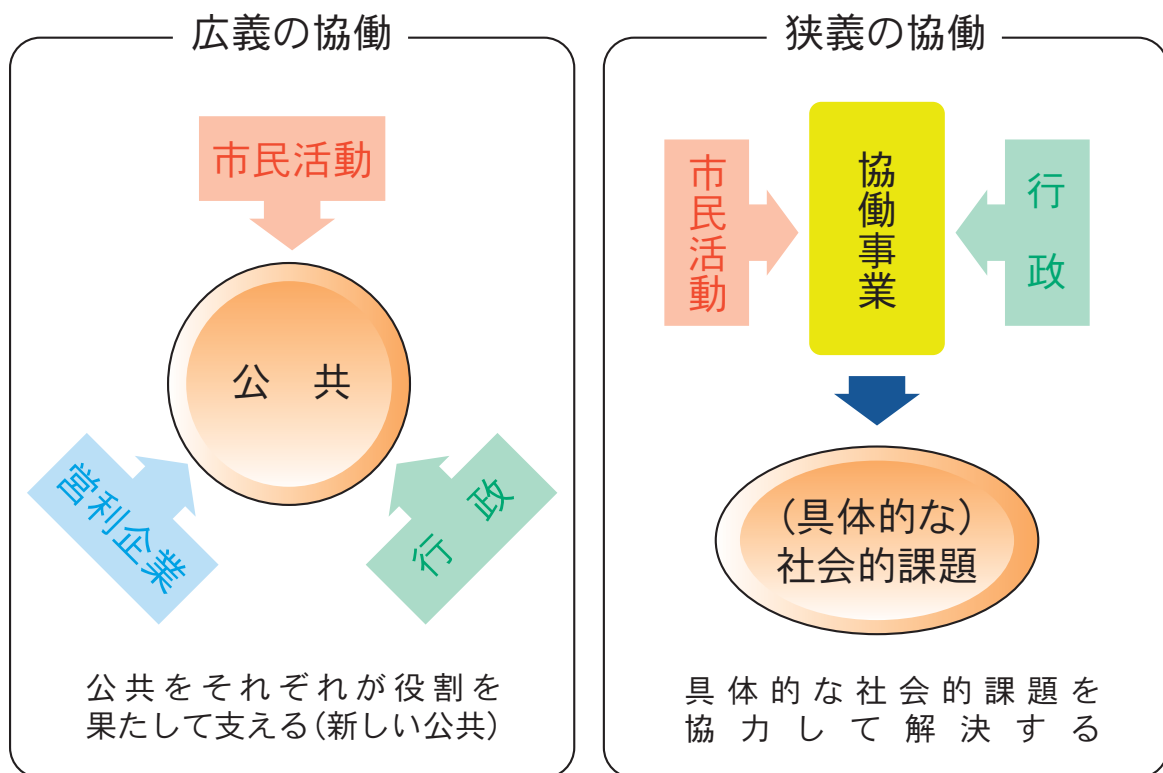 広義の協働
市民活動
公　共
営利企業
行政
公共をそれぞれが役割を
果たして支える(新しい公共)
狭義の協働
市民活動
協働事業
行政
(具体的な)
社会的課題
具体的な社会的課題を
協力して解決する